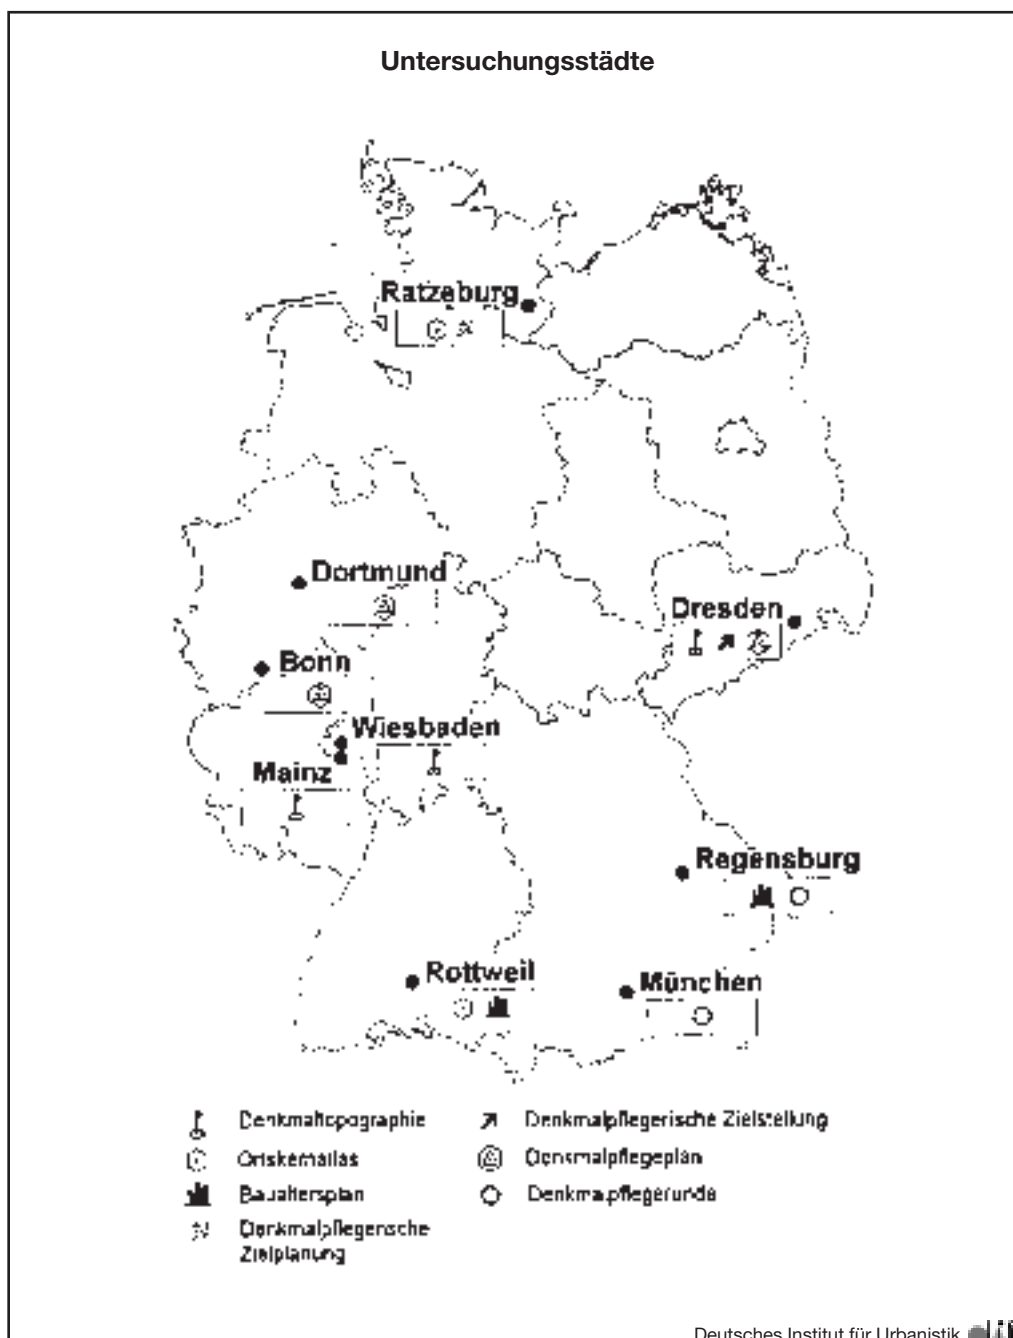 Untersuchungsstädte
Ratzeburg
Dortmund
Dresden
Bonn
Wiesbaden
Mainz
Regensburg
Rottweil
München
Denkmaltopographie
Denkmalpflegerische Zielstellung
Ortskernatlas
Denkmalpflegeplan
Baualtersplan
Denkmalpflegerunde
Denkmalpflegerische
Zielplanung
Deutsches Institut für Urbanistik